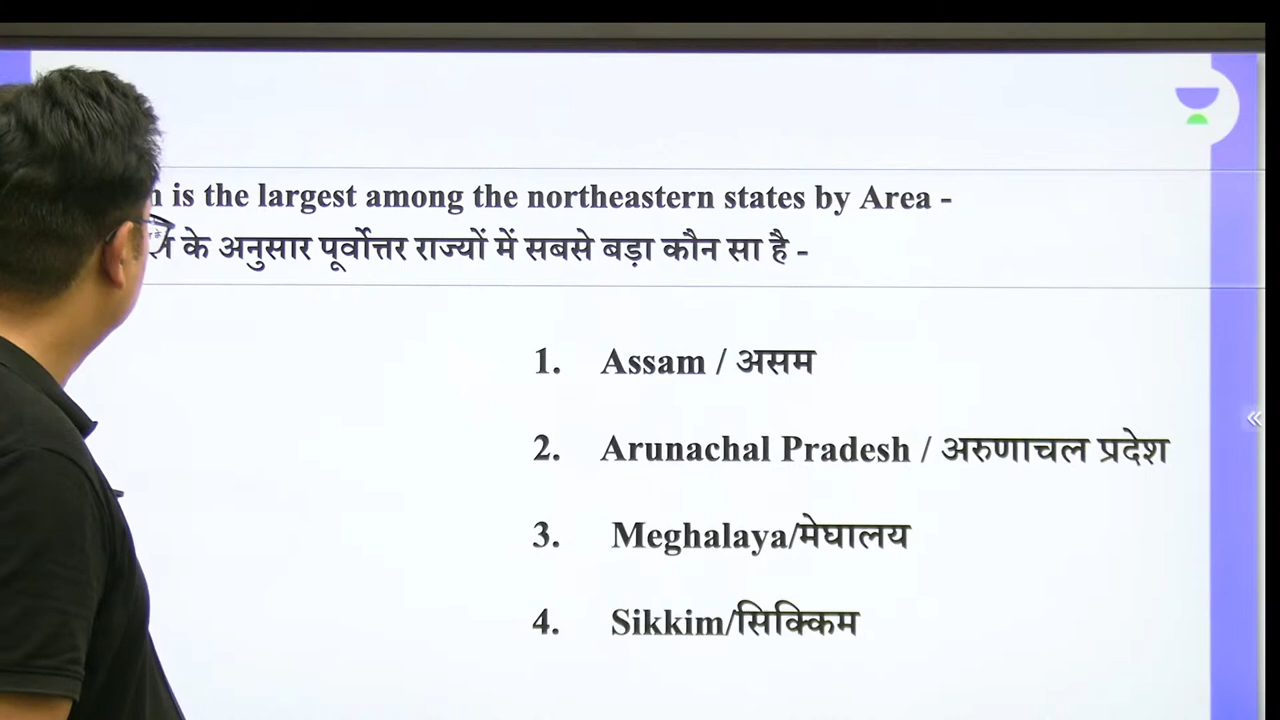 is the largest among the northeastern states by Area -
के अनुसार पूर्वोत्तर राज्यों में सबसे बड़ा कौन सा है -
1. Assam / असम
2. Arunachal Pradesh / अरुणाचल प्रदेश
3. Meghalaya/मेघालय
4. Sikkim/सिक्किम